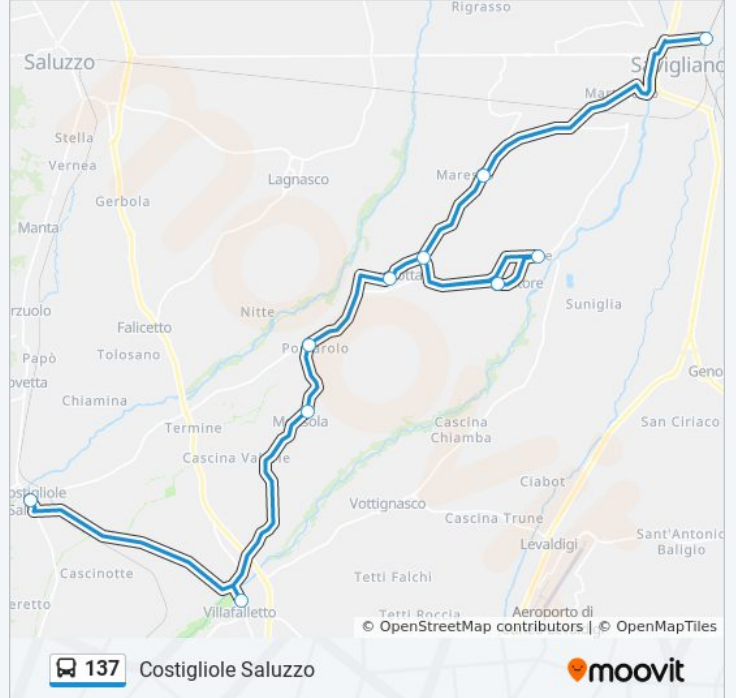 Rigrasso
Saluzzo
Stella
Vernea
Lagnasco
Gerbola
Manta
Nitte
Falicetto
Papò
Tolosano
Suniglia
Chiamina
San Ciriaco
Termine
Cascina
Chiamba
Ciabot
Vottignasco
Cascina Trune
Levaldigi
Sant'Antonio
Baligio
Cascinotte
Tetti Falchi
Villafalletto
Tetti Roccia
Aeroporto di
© OpenStreetMap contributors | © OpenMapTiles
137 Costigliole Saluzzo
moovit